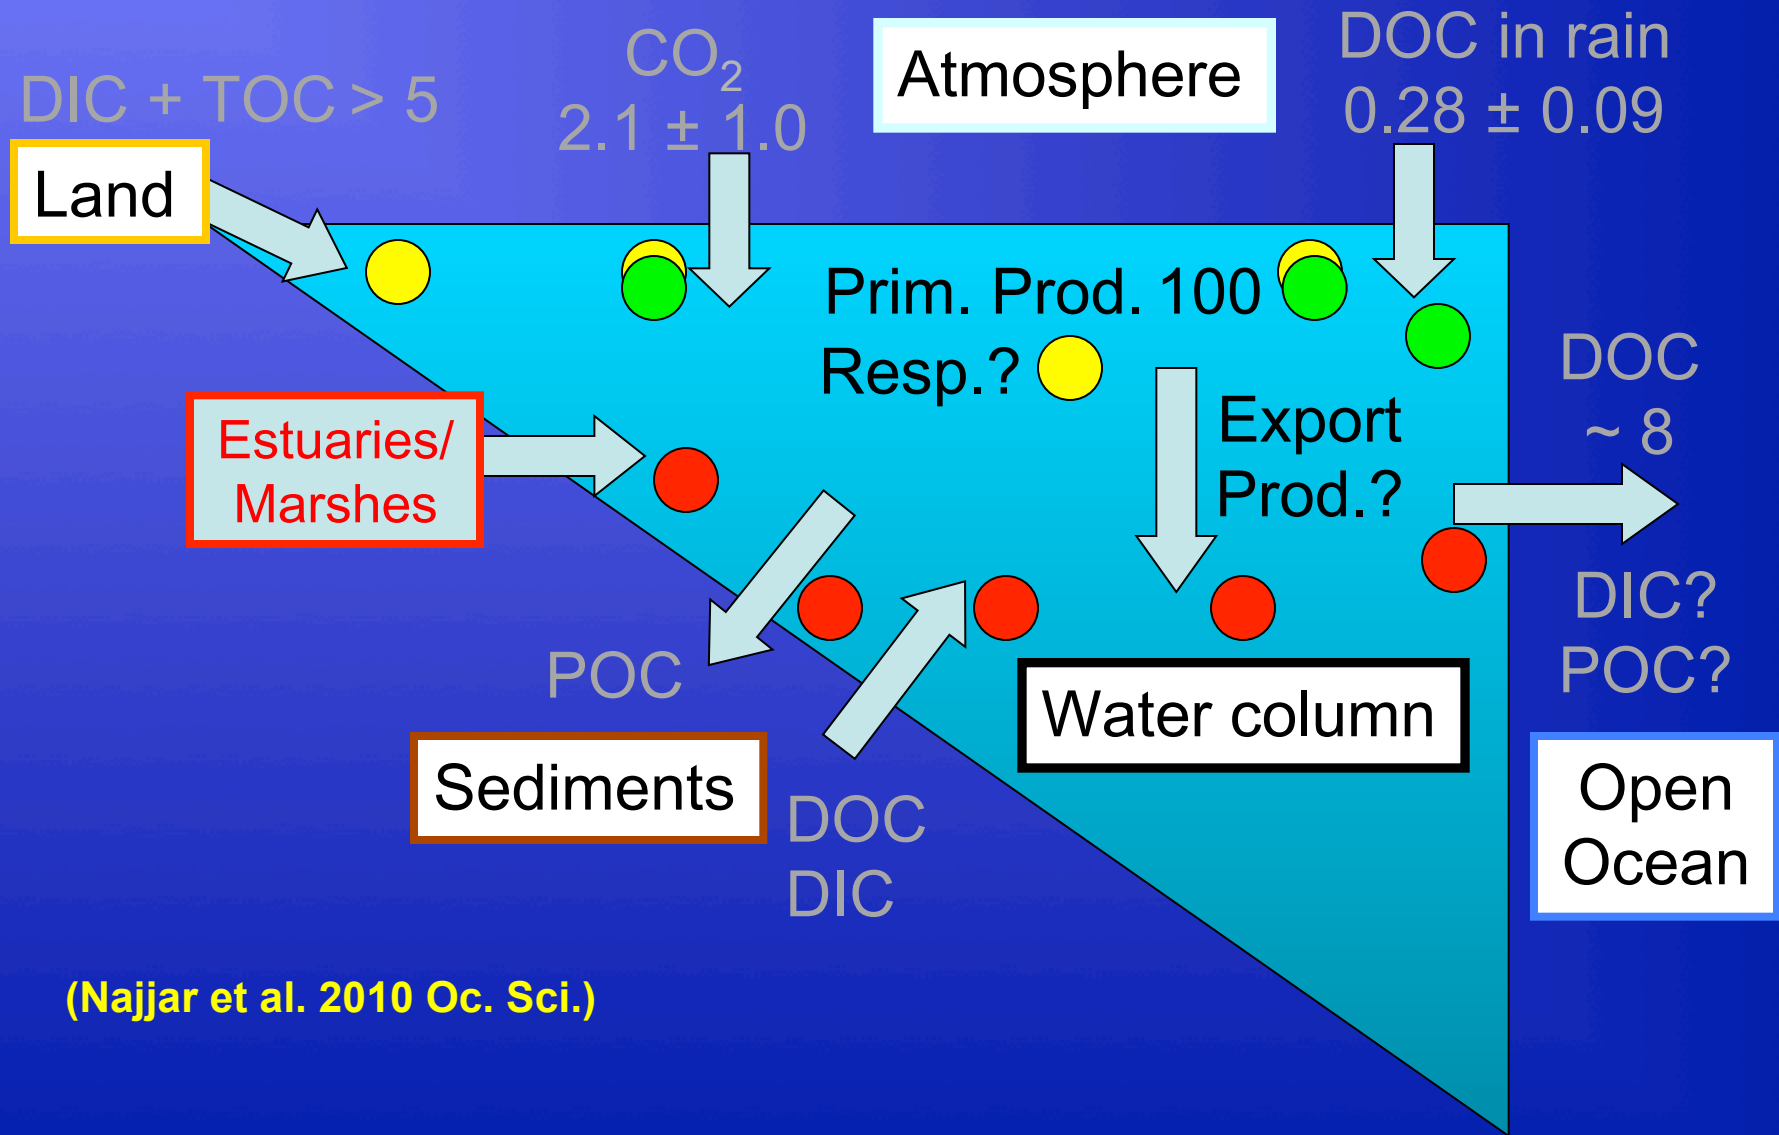 DIC + TOC > 5
CO₂
2.1 ± 1.0
Atmosphere
DOC in rain
0.28 ± 0.09
Land
Prim. Prod. 100
Resp.?
Export
Prod.?
DOC
~ 8
Estuaries/
Marshes
DIC?
POC?
POC
Water column
Sediments
DOC
DIC
Open
Ocean
(Najjar et al. 2010 Oc. Sci.)